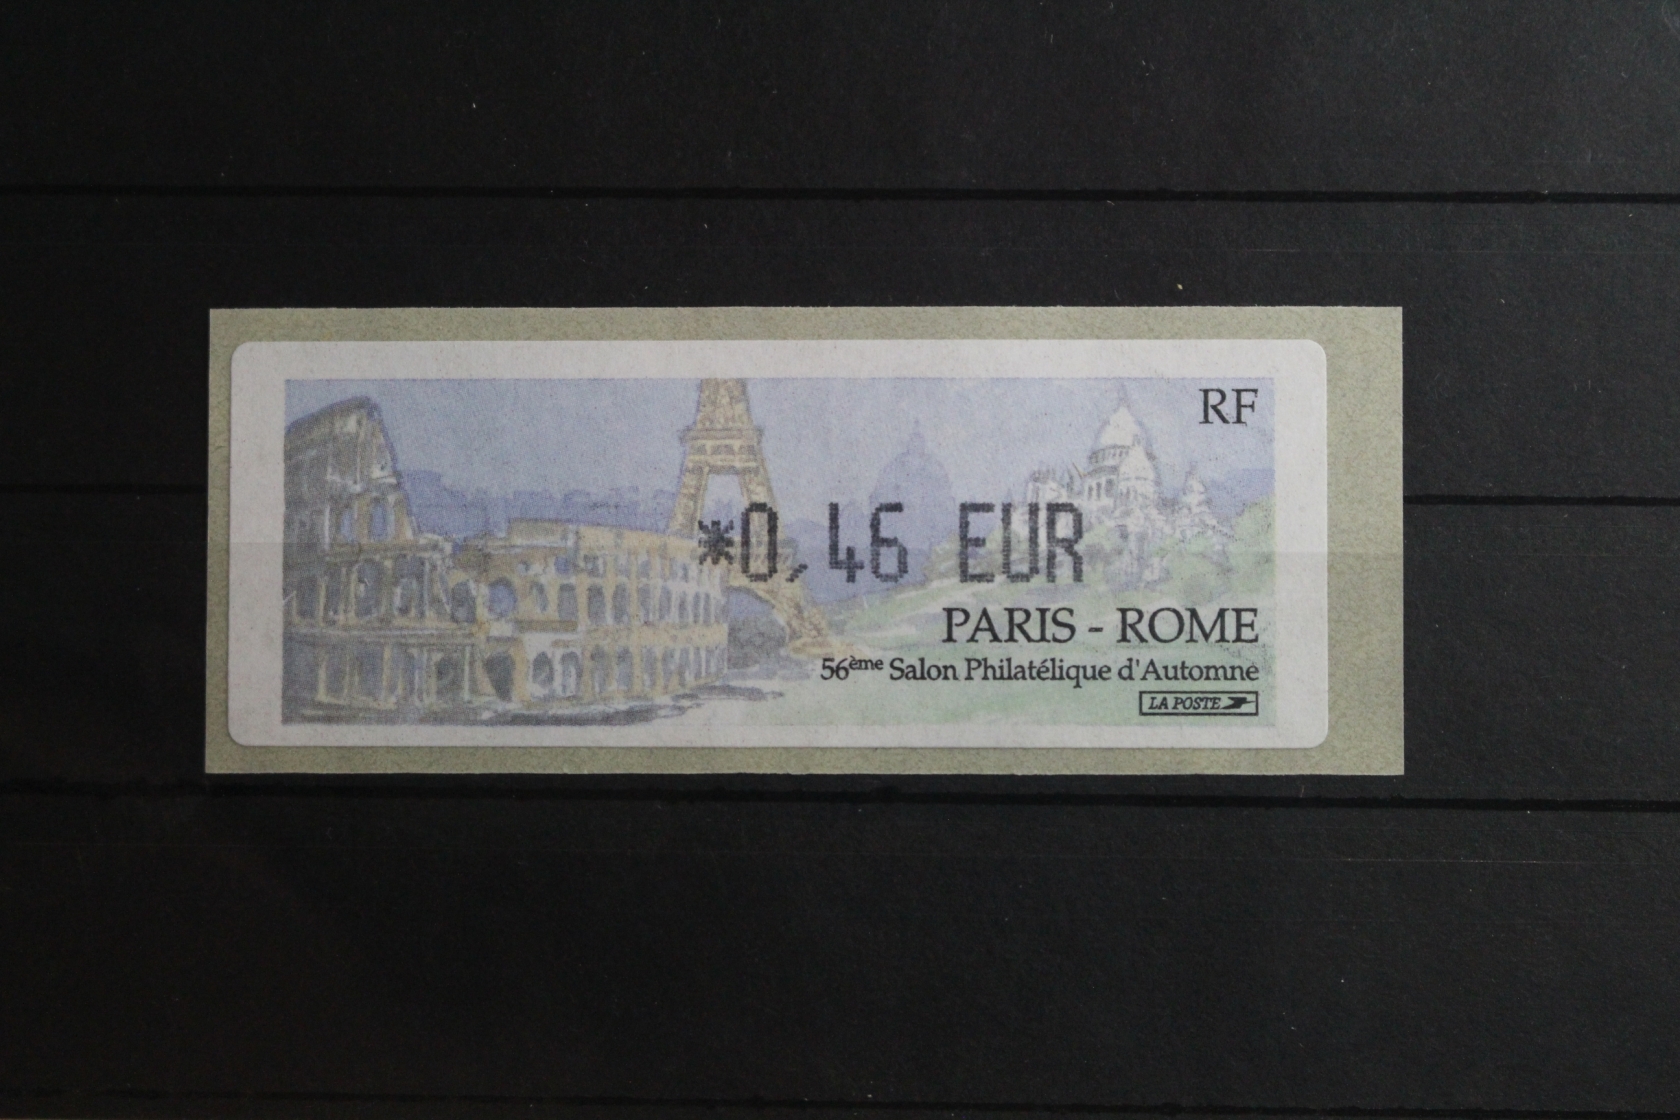 RF
*0,46 EUR
PARIS - ROME
56ème Salon Philatélique d'Automne
LA POSTE